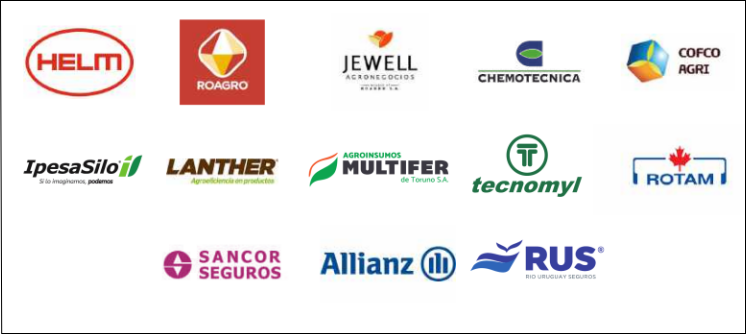 HELM
ROAGRO
JEWELL
AGRONEGOCIOS
CHEMOTECNICA
COFCO
AGRI
IpesaSilo
Si lo imaginamos, podemos
LANTHER®
Agroeficiencia en productos
AGROINSUMOS
MULTIFER
de Toruno S.A.
tecnomyl
ROTAM
SANCOR
SEGUROS
Allianz
RUS®
RIO URUGUAY SEGUROS